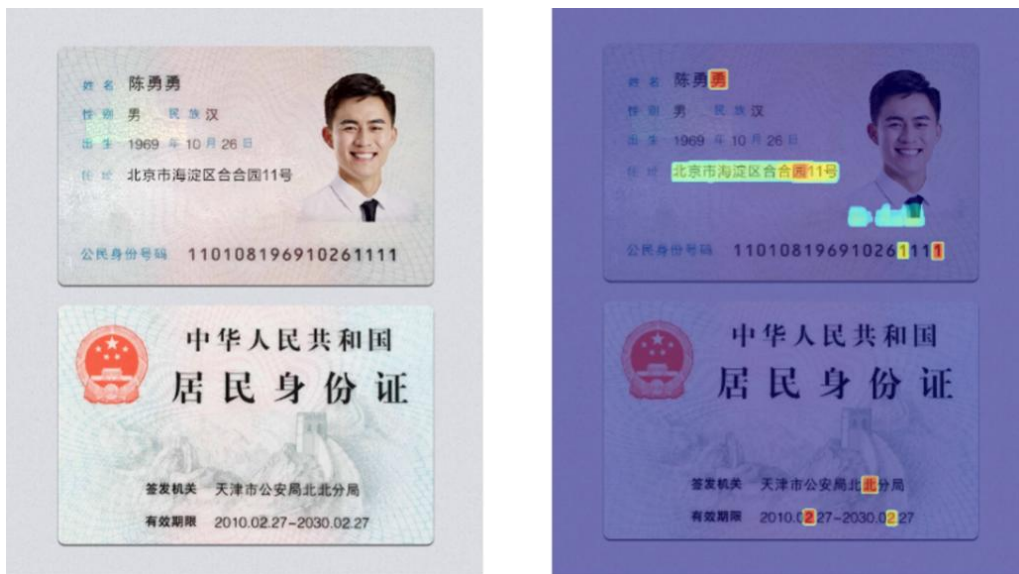 姓名 陈勇勇
性别 男 民族 汉
出生 1969 年 10 月 26 日
住址 北京市海淀区合合园11号
公民身份号码 110108196910261111
中华人民共和国
居民身份证
签发机关 天津市公安局北北分局
有效期限 2010.02.27-2030.02.27
姓名 陈勇勇
性别 男 民族 汉
出生 1969 年 10 月 26 日
住址 北京市海淀区合合园11号
公民身份号码 110108196910261111
中华人民共和国
居民身份证
签发机关 天津市公安局北北分局
有效期限 2010.02.27-2030.02.27